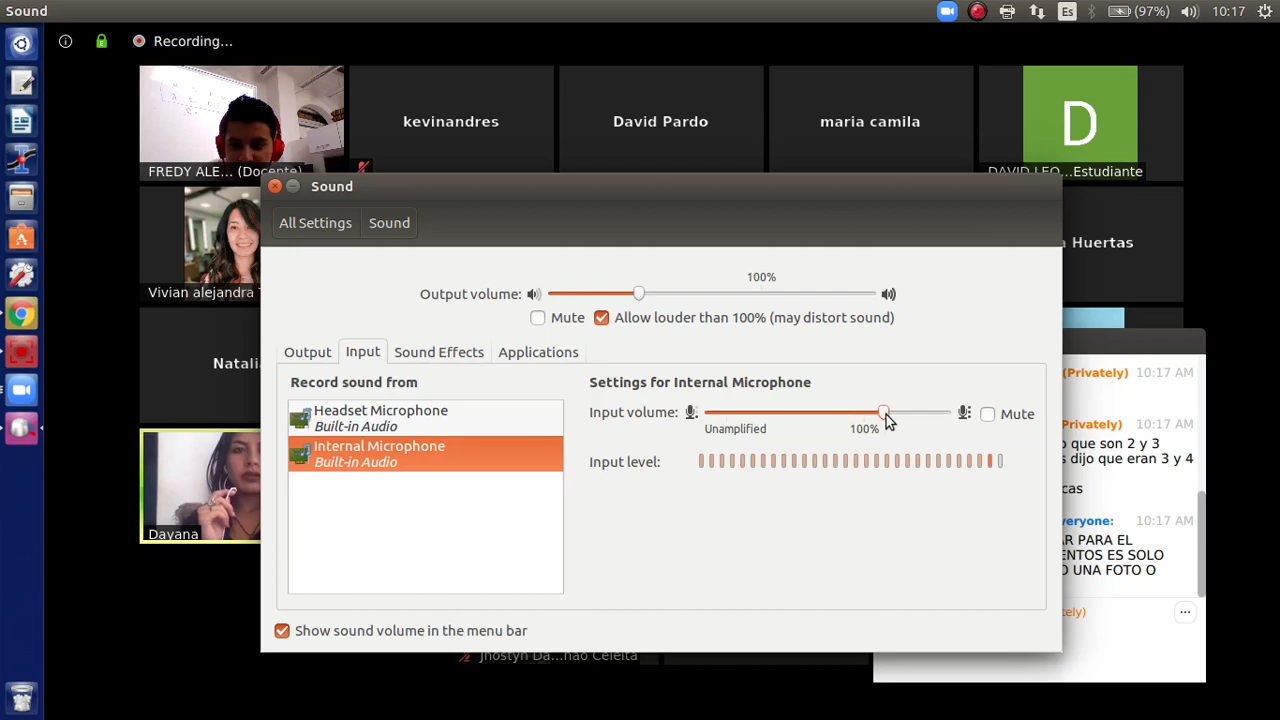 Sound
Es
(97%)
10:17
Recording...
kevinandres
David Pardo
maria camila
D
FREDY ALE... (Docente)
DAVID LEO...Estudiante
Sound
All Settings
Sound
Huertas
Vivian alejandra
100%
Output volume:
Mute
Allow louder than 100% (may distort sound)
Output
Input
Sound Effects
Applications
Record sound from
Settings for Internal Microphone
Headset Microphone
Built-in Audio
Internal Microphone
Built-in Audio
Input volume:
Mute
Unamplified
100%
Input level:
Dayana
(Privately) 10:17 AM
Privately) 10:17 AM
que son 2 y 3
dijo que eran 3 y 4
10:17 AM
R PARA EL
ENTOS ES SOLO
UNA FOTO O
...
Show sound volume in the menu bar